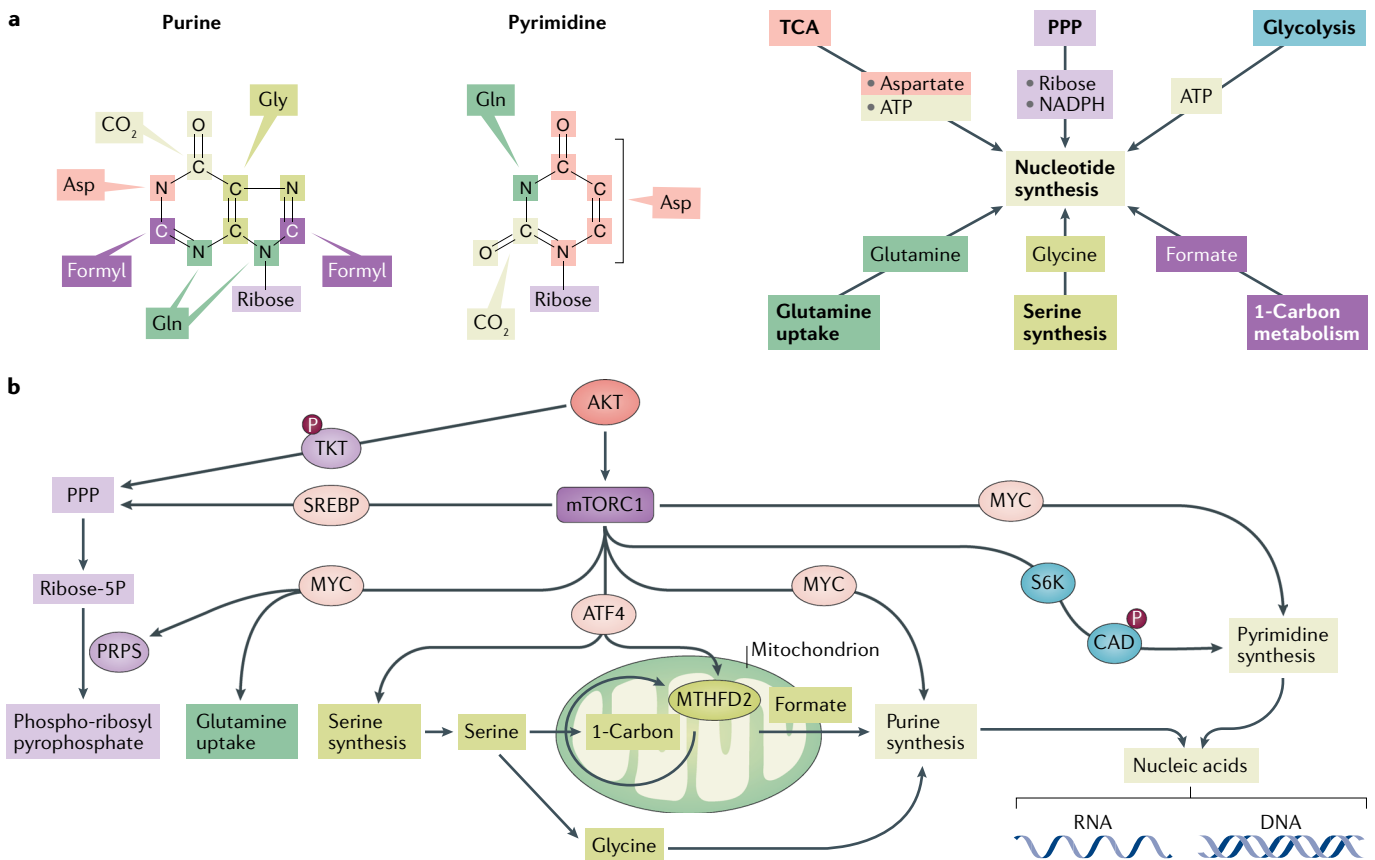 a
Purine
Pyrimidine
TCA
PPP
Glycolysis
Gly
Gln
CO2
O
O
• Aspartate
• ATP
• Ribose
• NADPH
ATP
C
C
Nucleotide
synthesis
Asp
N
C
N
N
C
Asp
C
C
C
O
C
C
N
N
N
Glutamine
Glycine
Formate
Formyl
Formyl
Ribose
Ribose
Gln
CO2
Glutamine
uptake
Serine
synthesis
1-Carbon
metabolism
b
AKT
P
TKT
PPP
SREBP
mTORC1
MYC
Ribose-5P
MYC
MYC
S6K
ATF4
P
CAD
PRPS
Mitochondrion
Pyrimidine
synthesis
MTHFD2
Formate
Phospho-ribosyl
pyrophosphate
Glutamine
uptake
Serine
synthesis
Serine
1-Carbon
Purine
synthesis
Nucleic acids
Glycine
RNA
DNA